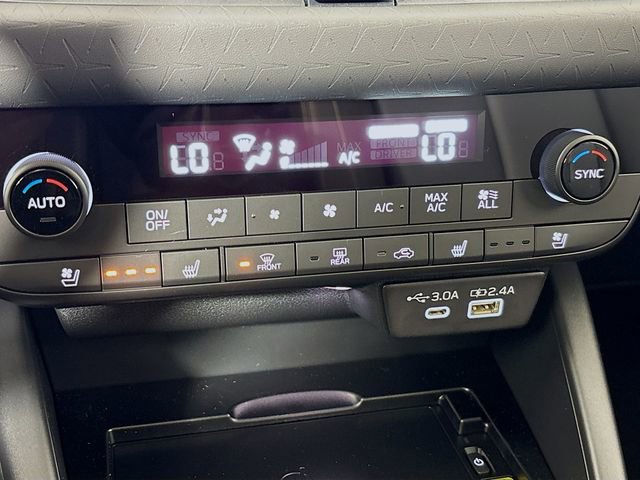 SYNC
LO
MAX
A/C
FRONT
DRIVER
LO
AUTO
SYNC
ON/
OFF
A/C
MAX
A/C
ALL
FRONT
REAR
3.0A
2.4A